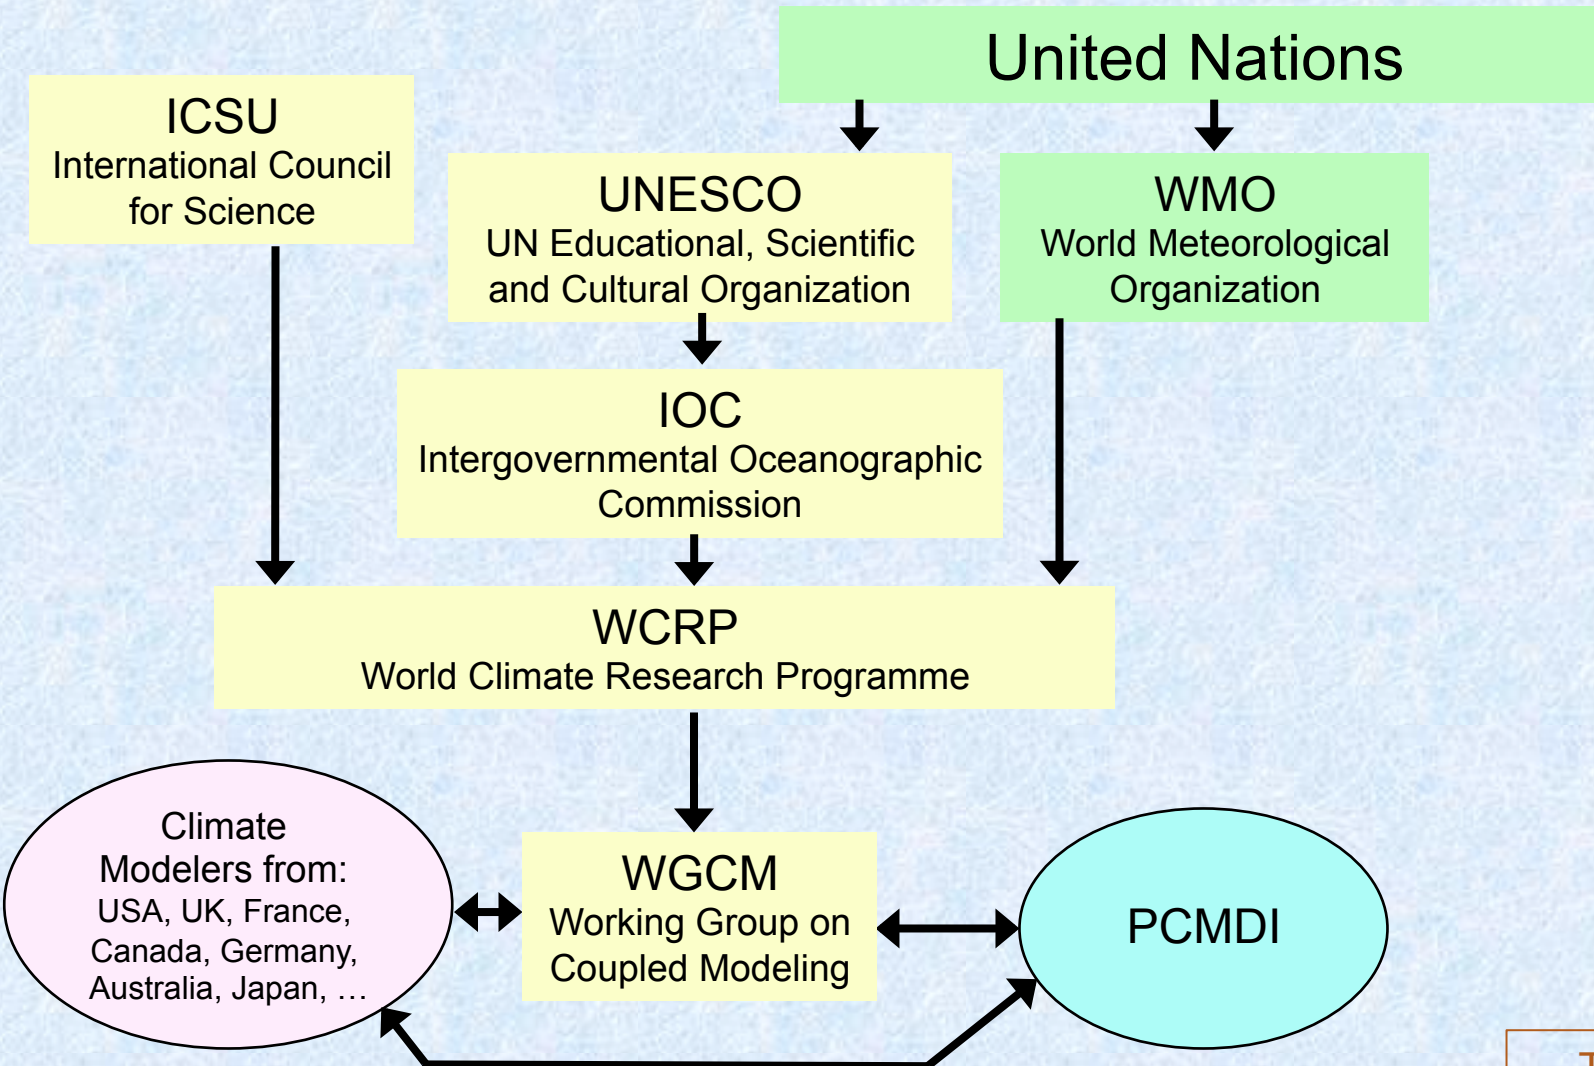 United Nations
ICSU
International Council
for Science
UNESCO
UN Educational, Scientific
and Cultural Organization
WMO
World Meteorological
Organization
IOC
Intergovernmental Oceanographic
Commission
WCRP
World Climate Research Programme
Climate
Modelers from:
USA, UK, France,
Canada, Germany,
Australia, Japan, …
WGCM
Working Group on
Coupled Modeling
PCMDI